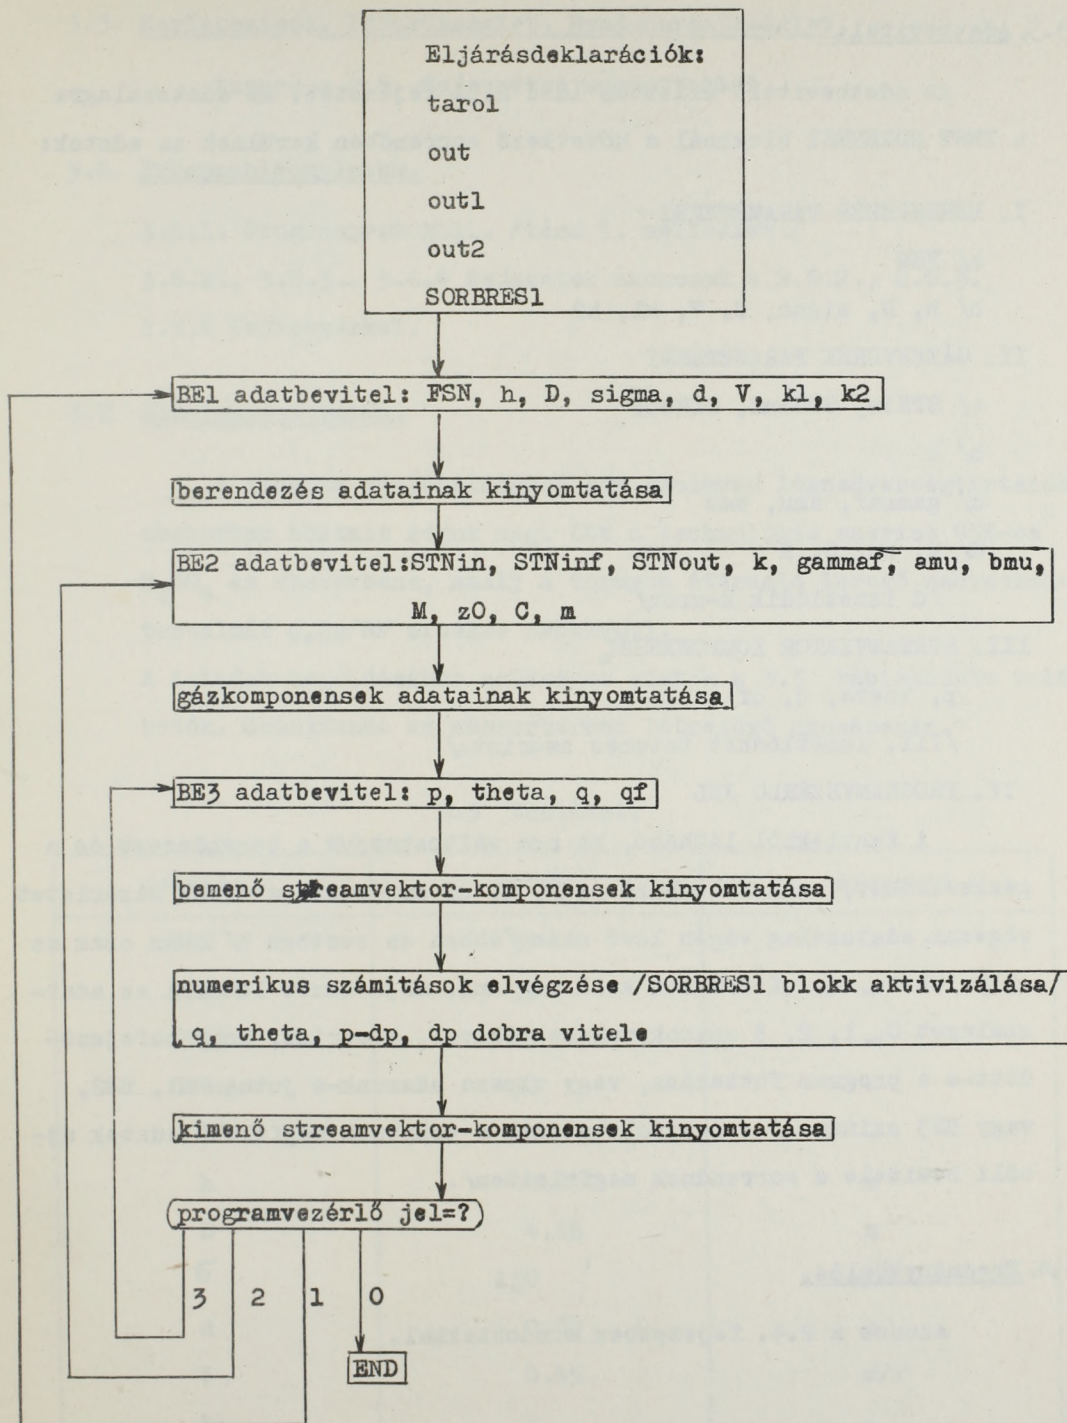 Eljárásdeklarációk:
tarol
out
out1
out2
SORBRES1
BE1 adatbevitel: FSN, h, D, sigma, d, V, k1, k2
berendezés adatainak kinyomtatása
BE2 adatbevitel:STNin, STNinf, STNout, k, gammaf, amu, bmu,
M, zO, C, m
gázkomponensek adatainak kinyomtatása
BE3 adatbevitel: p, theta, q, qf
bemenő streamvektor-komponensek kinyomtatása
numerikus számitások elvégzése /SORBRES1 blokk aktivizálása/
q, theta, p-dp, dp dobra vitele
kimenő streamvektor-komponensek kinyomtatása
programvezérlő jel=?
3 2 1 0
END